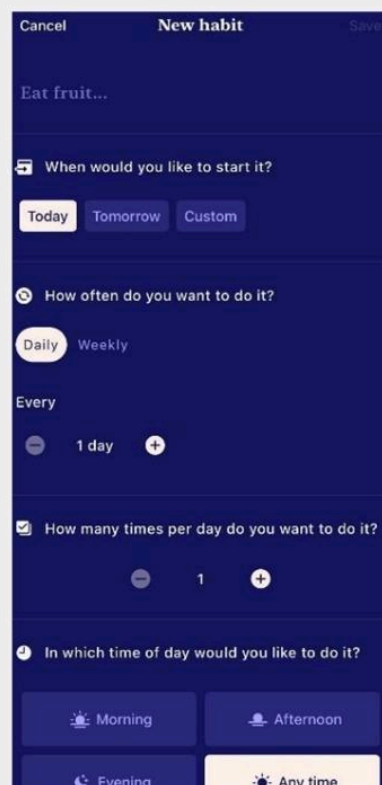 Cancel New habit Save
Eat fruit...
When would you like to start it?
Today Tomorrow Custom
How often do you want to do it?
Daily Weekly
Every
1 day
How many times per day do you want to do it?
1
In which time of day would you like to do it?
Morning Afternoon
Evening Any time